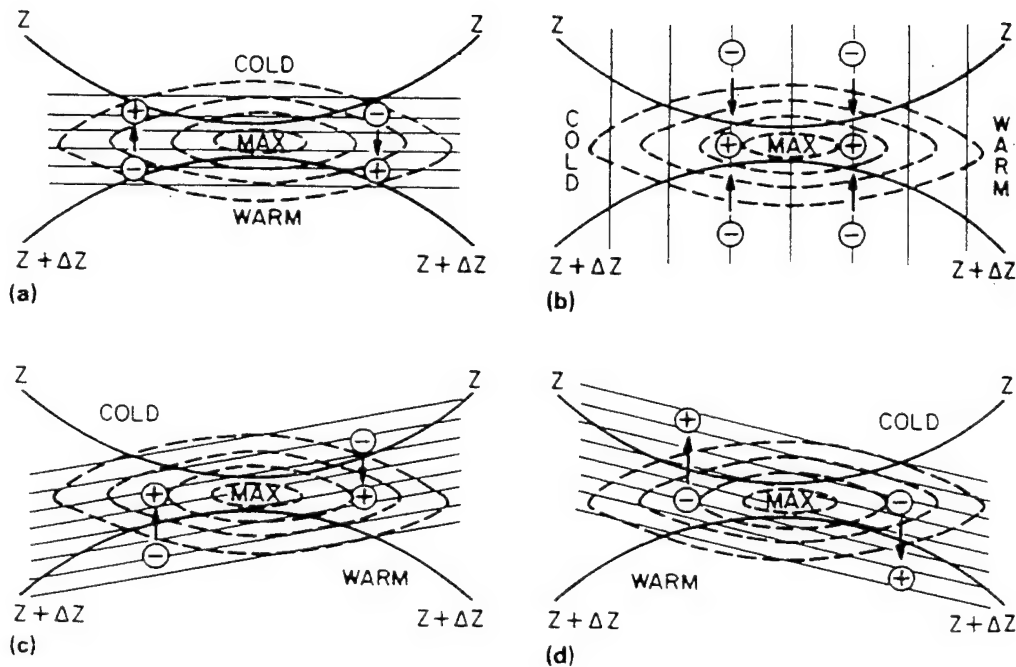 (a)
Z Z
COLD
+ −
MAX
− +
WARM
Z + ΔZ Z + ΔZ
(b)
Z Z
− −
COLD
+ MAX +
WARM
− −
Z + ΔZ Z + ΔZ
(c)
Z Z
COLD
−
+ MAX +
−
WARM
Z + ΔZ Z + ΔZ
(d)
Z Z
+ COLD
− MAX −
+
WARM
Z + ΔZ Z + ΔZ